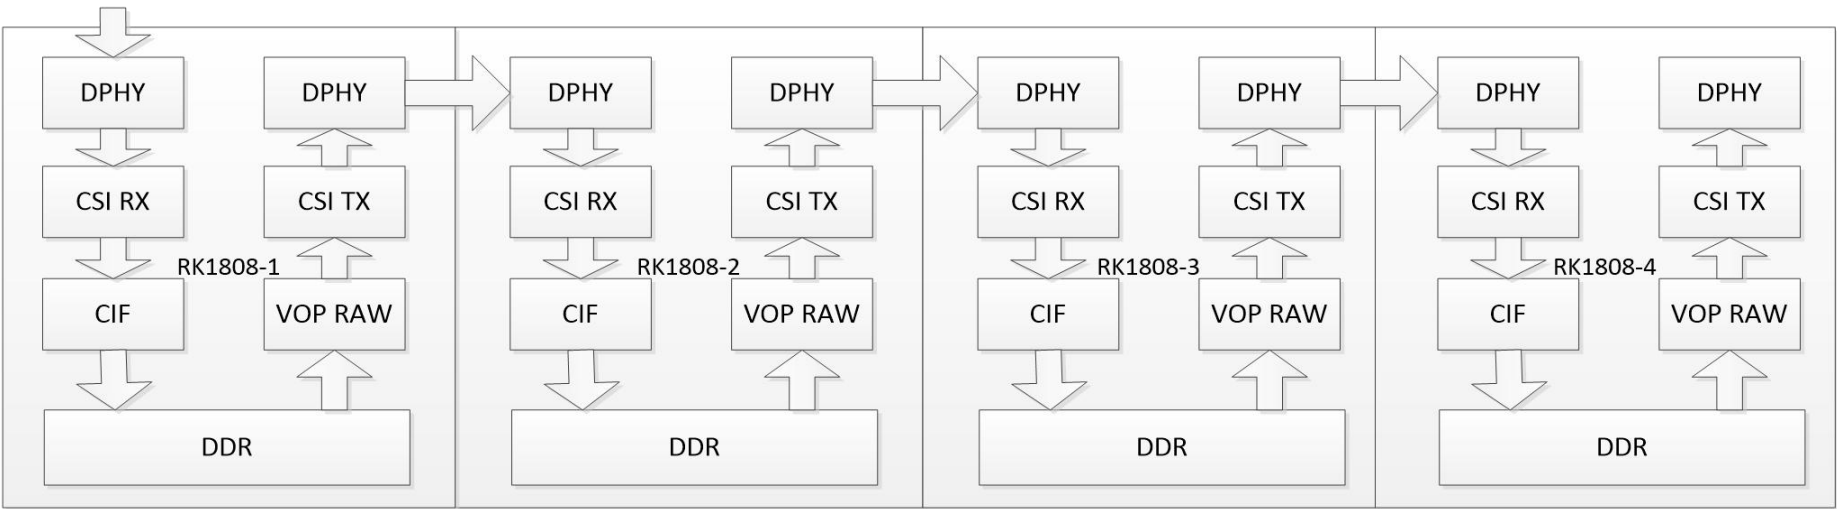 DPHY DPHY DPHY DPHY DPHY DPHY DPHY DPHY
CSI RX CSI TX CSI RX CSI TX CSI RX CSI TX CSI RX CSI TX
RK1808-1 RK1808-2 RK1808-3 RK1808-4
CIF VOP RAW CIF VOP RAW CIF VOP RAW CIF VOP RAW
DDR DDR DDR DDR